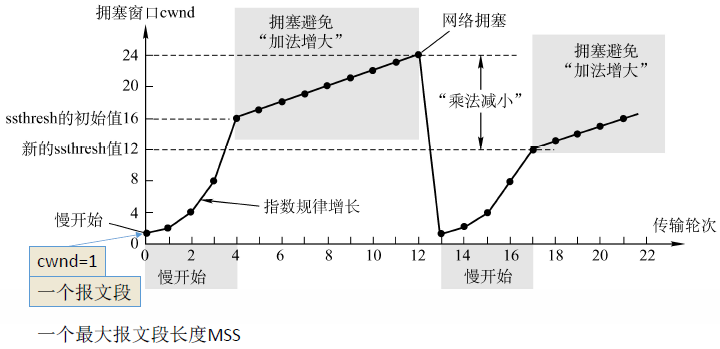 拥塞窗口cwnd
拥塞避免
“加法增大”
网络拥塞
拥塞避免
“加法增大”
“乘法减小”
24
20
ssthresh的初始值16
新的ssthresh值12
8
4
0
指数规律增长
慢开始
传输轮次
0 2 4 6 8 10 12 14 16 18 20 22
cwnd=1
慢开始
慢开始
一个报文段
一个最大报文段长度MSS